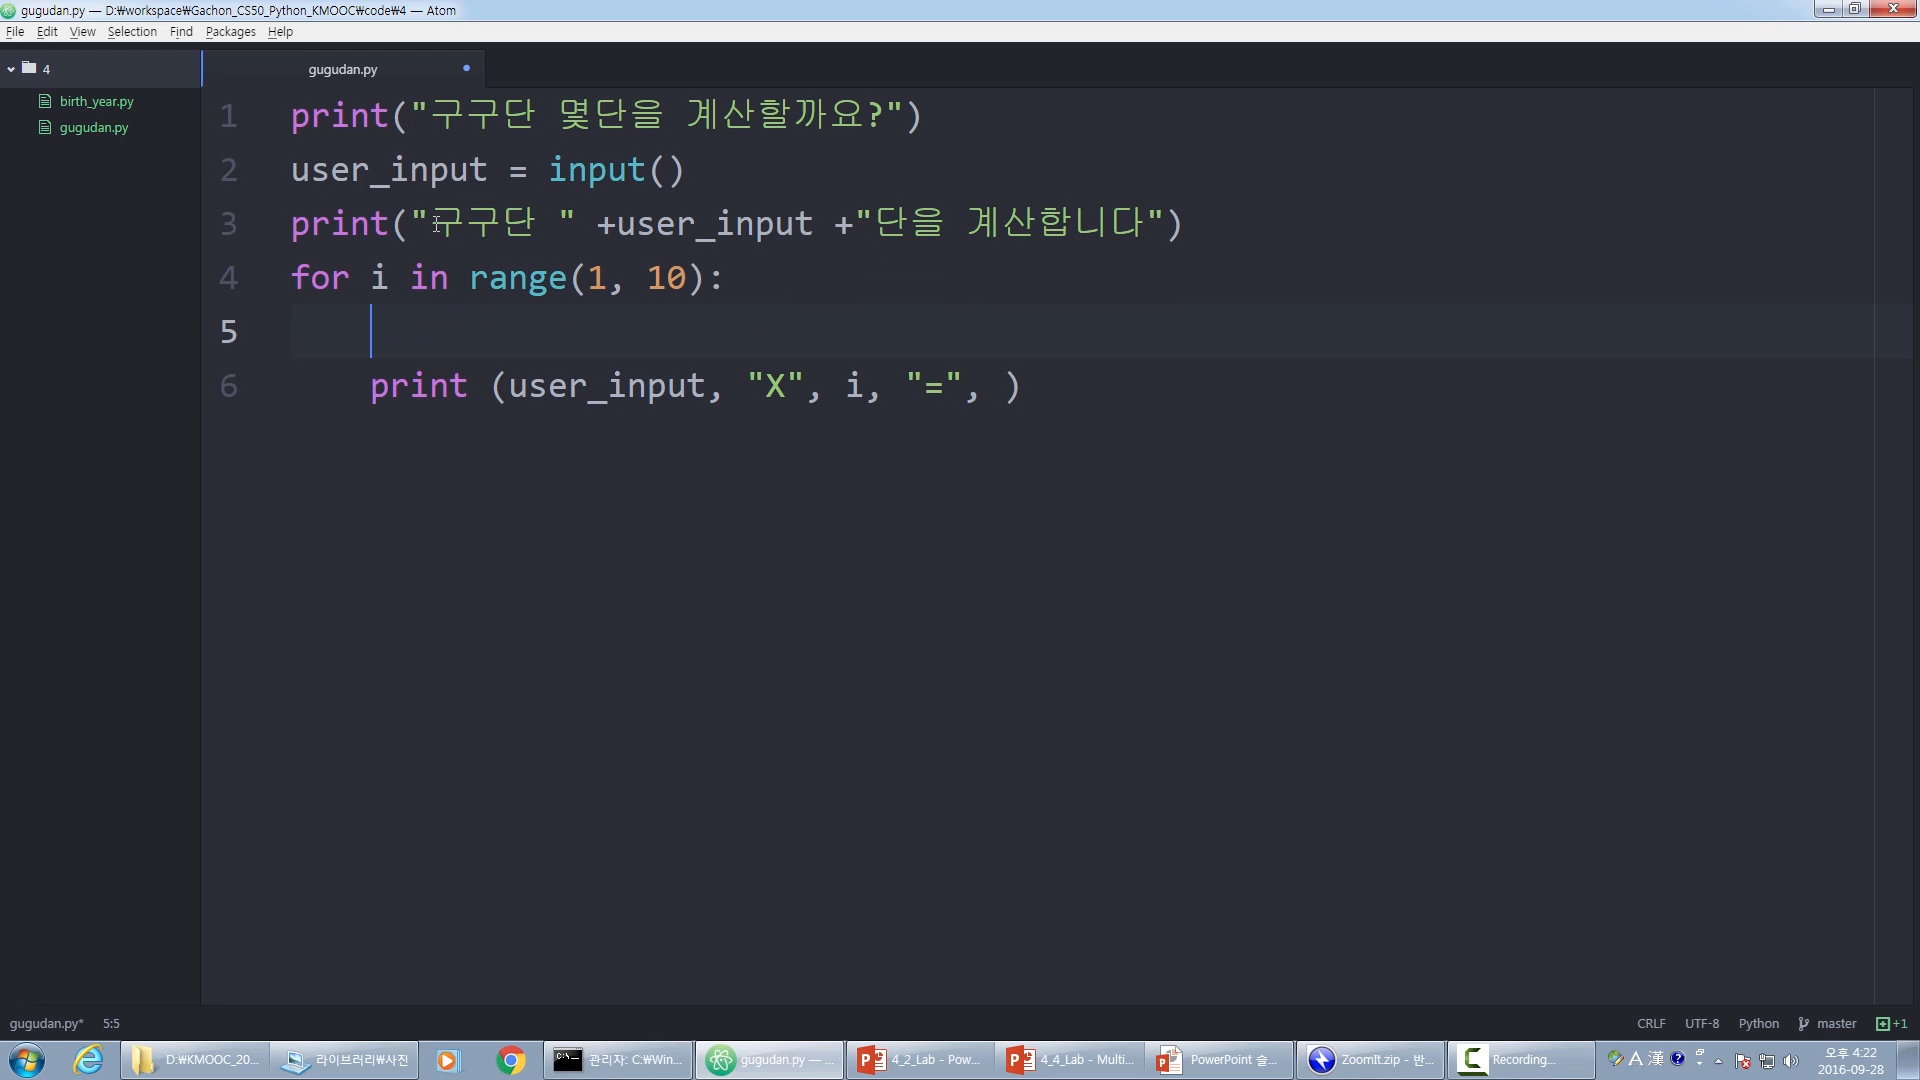 gugudan.py — D:₩workspace₩Gachon_CS50_Python_KMOOC₩code₩4 — Atom
File Edit View Selection Find Packages Help
4
birth_year.py
gugudan.py
gugudan.py
1 print("구구단 몇단을 계산할까요?")
2 user_input = input()
3 print("구구단 " +user_input +"단을 계산합니다")
4 for i in range(1, 10):
5
6 print (user_input, "X", i, "=", )
gugudan.py* 5:5 CRLF UTF-8 Python master +1
D:₩KMOOC_20... 라이브러리₩사진 관리자: C:₩Win... gugudan.py — ... 4_2_Lab - Pow... 4_4_Lab - Multi... PowerPoint 슬... ZoomIt.zip - 반... Recording... A 漢 오후 4:22
2016-09-28